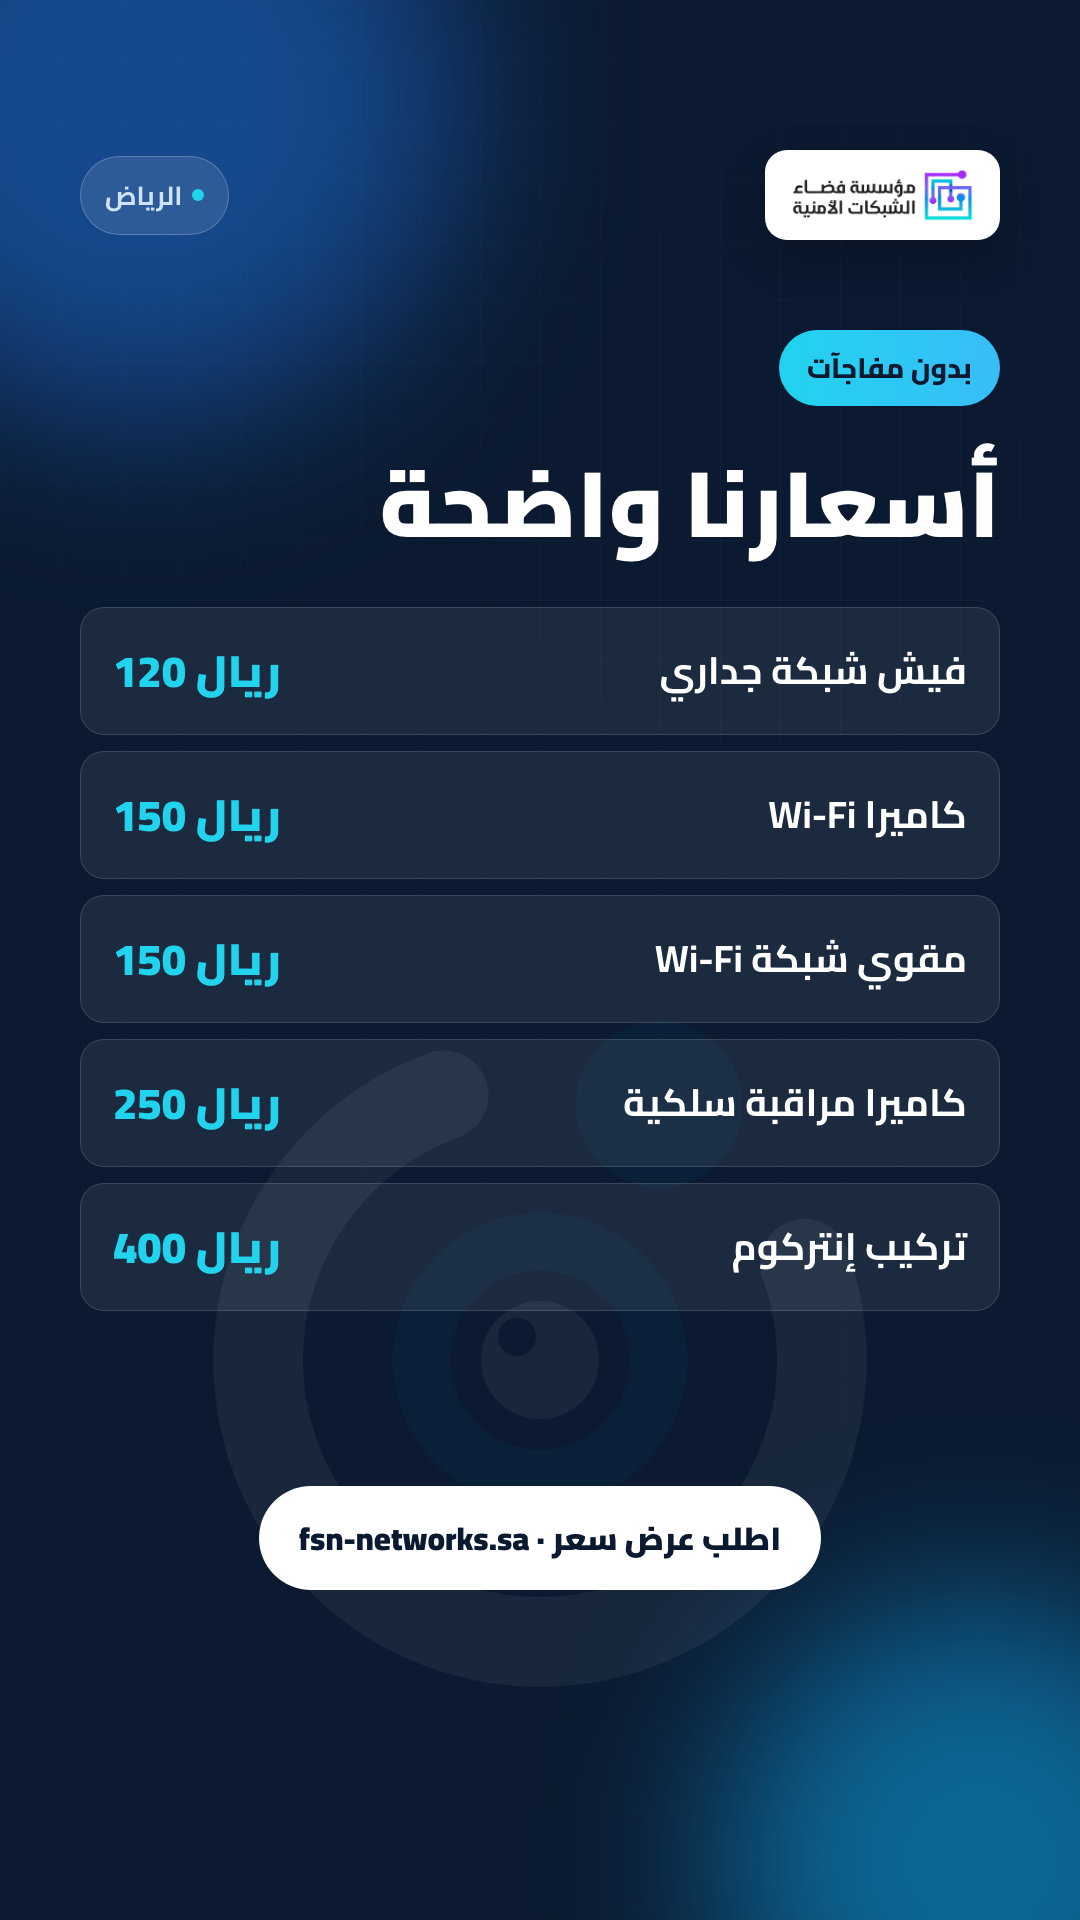 مؤسسة فضاء
الشبكات الأمنية
الرياض
بدون مفاجآت
أسعارنا واضحة
فيش شبكة جداري
120 ريال
كاميرا Wi-Fi
150 ريال
مقوي شبكة Wi-Fi
150 ريال
كاميرا مراقبة سلكية
250 ريال
تركيب إنتركوم
400 ريال
اطلب عرض سعر · fsn-networks.sa